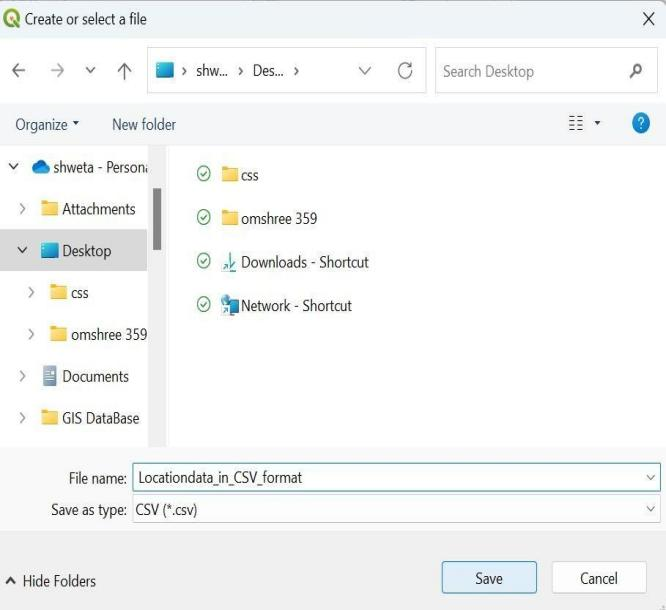 Create or select a file
shw... › Des... ›
Search Desktop
Organize
New folder
shweta - Persona
Attachments
Desktop
css
omshree 359
Documents
GIS DataBase
css
omshree 359
Downloads - Shortcut
Network - Shortcut
File name: Locationdata_in_CSV_format
Save as type: CSV (*.csv)
Hide Folders
Save
Cancel